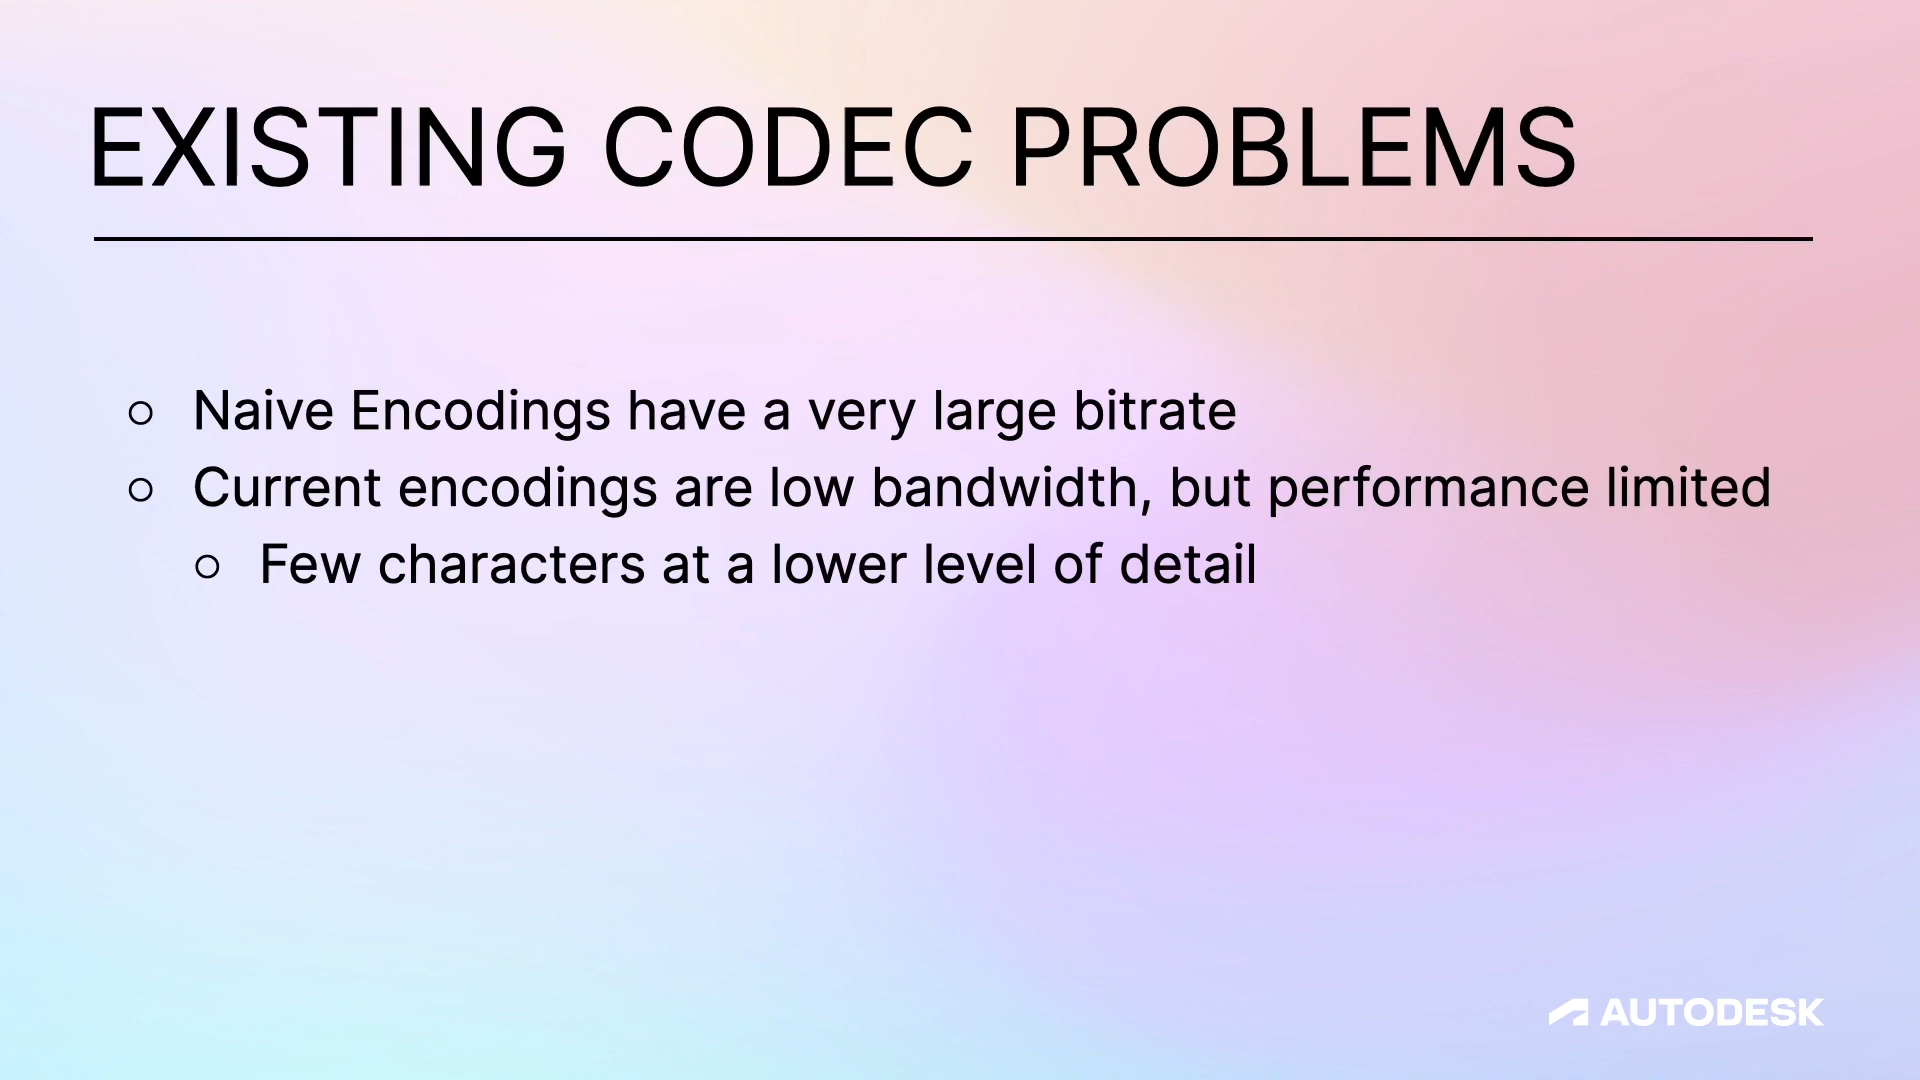 EXISTING CODEC PROBLEMS
○ Naive Encodings have a very large bitrate
○ Current encodings are low bandwidth, but performance limited
○ Few characters at a lower level of detail
AUTODESK